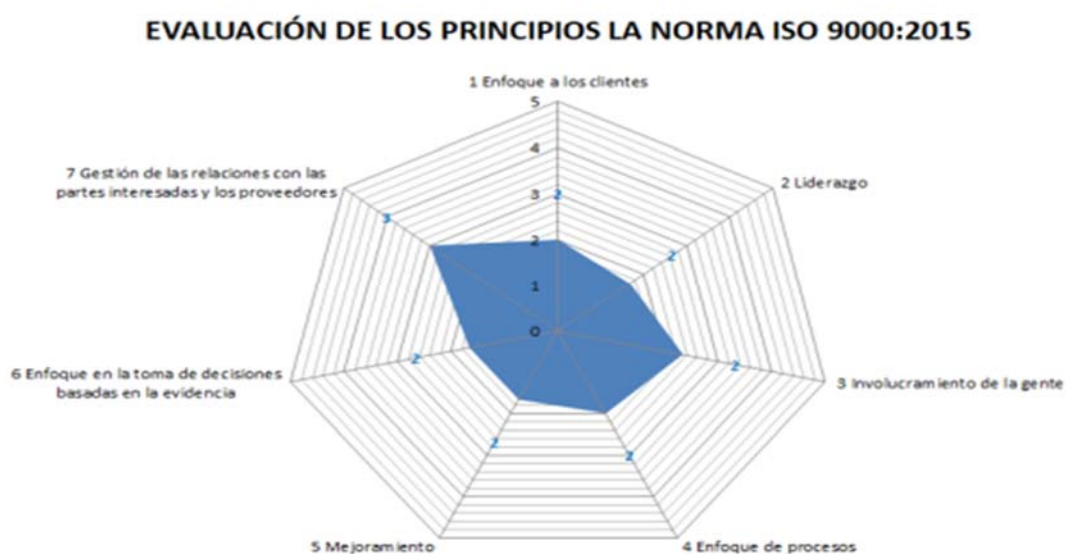 EVALUACIÓN DE LOS PRINCIPIOS LA NORMA ISO 9000:2015
1 Enfoque a los clientes
5
4
3
2
2
1
0
2 Liderazgo
2
3 Involucramiento de la gente
2
4 Enfoque de procesos
2
5 Mejoramiento
2
6 Enfoque en la toma de decisiones
basadas en la evidencia
2
7 Gestión de las relaciones con las
partes interesadas y los proveedores
3